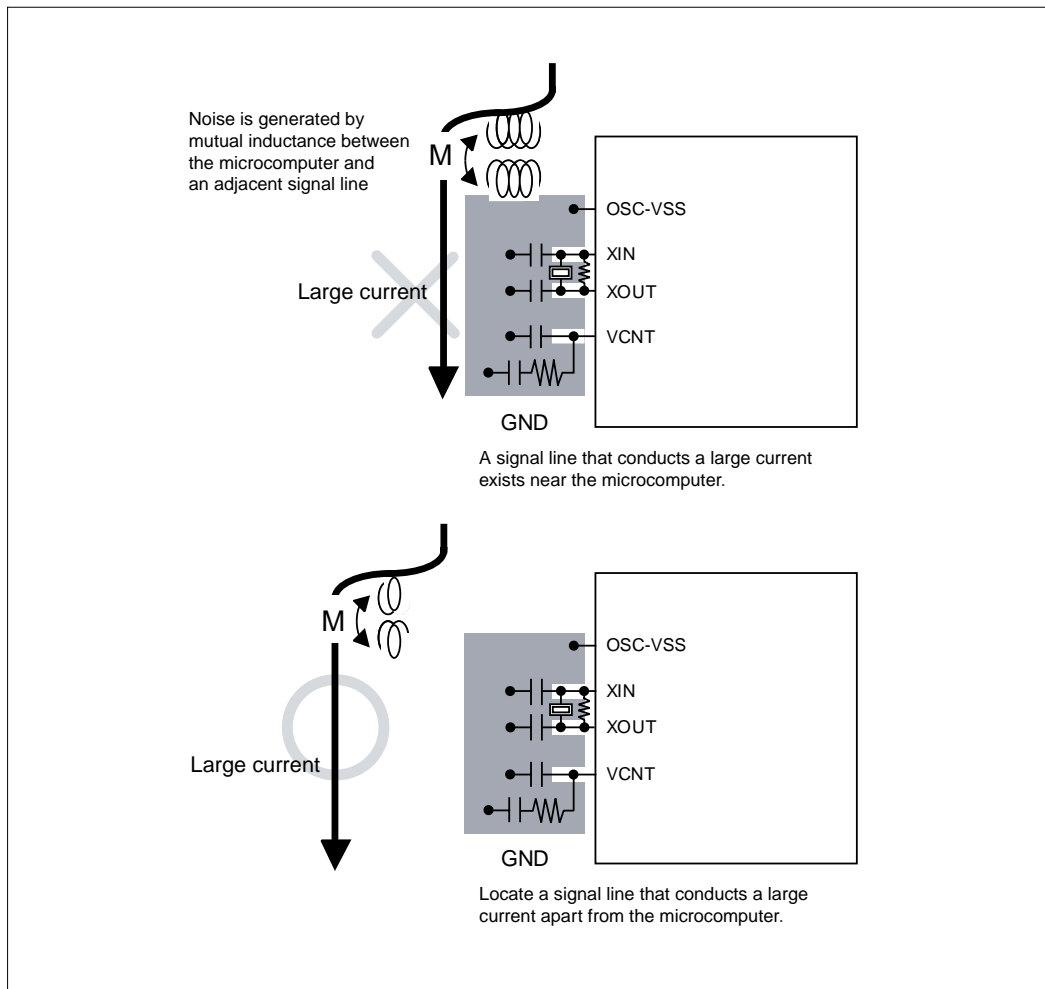 Noise is generated by
mutual inductance between
the microcomputer and
an adjacent signal line
M
OSC-VSS
XIN
Large current
XOUT
VCNT
GND
A signal line that conducts a large current
exists near the microcomputer.
M
OSC-VSS
XIN
XOUT
Large current
VCNT
GND
Locate a signal line that conducts a large
current apart from the microcomputer.